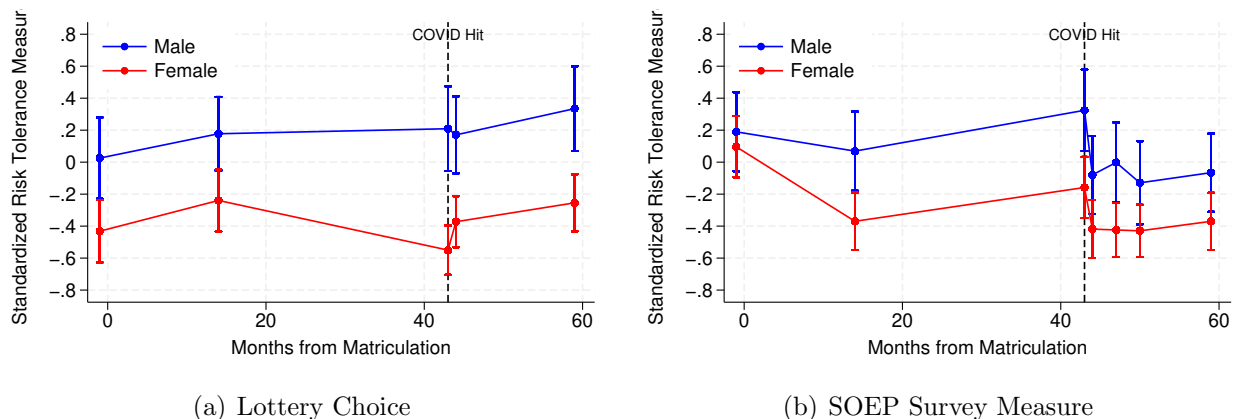 Standardized Risk Tolerance Measure
.8
.6
.4
.2
0
-.2
-.4
-.6
-.8
COVID Hit
Male
Female
0
20
40
60
Months from Matriculation
(a) Lottery Choice
Standardized Risk Tolerance Measure
.8
.6
.4
.2
0
-.2
-.4
-.6
-.8
COVID Hit
Male
Female
0
20
40
60
Months from Matriculation
(b) SOEP Survey Measure